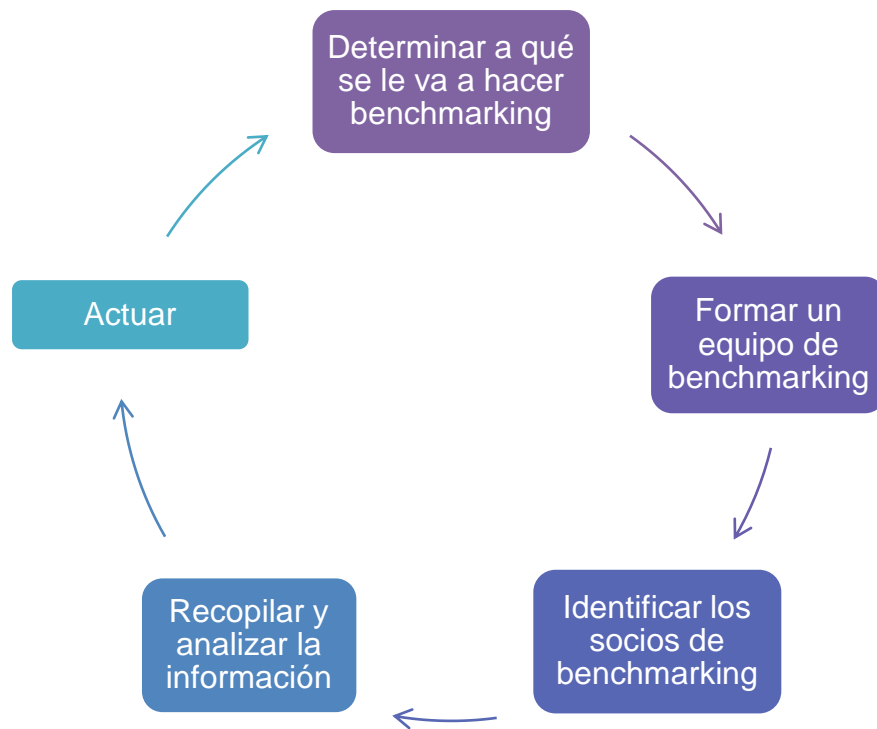 Determinar a qué
se le va a hacer
benchmarking
Formar un
equipo de
benchmarking
Identificar los
socios de
benchmarking
Recopilar y
analizar la
información
Actuar